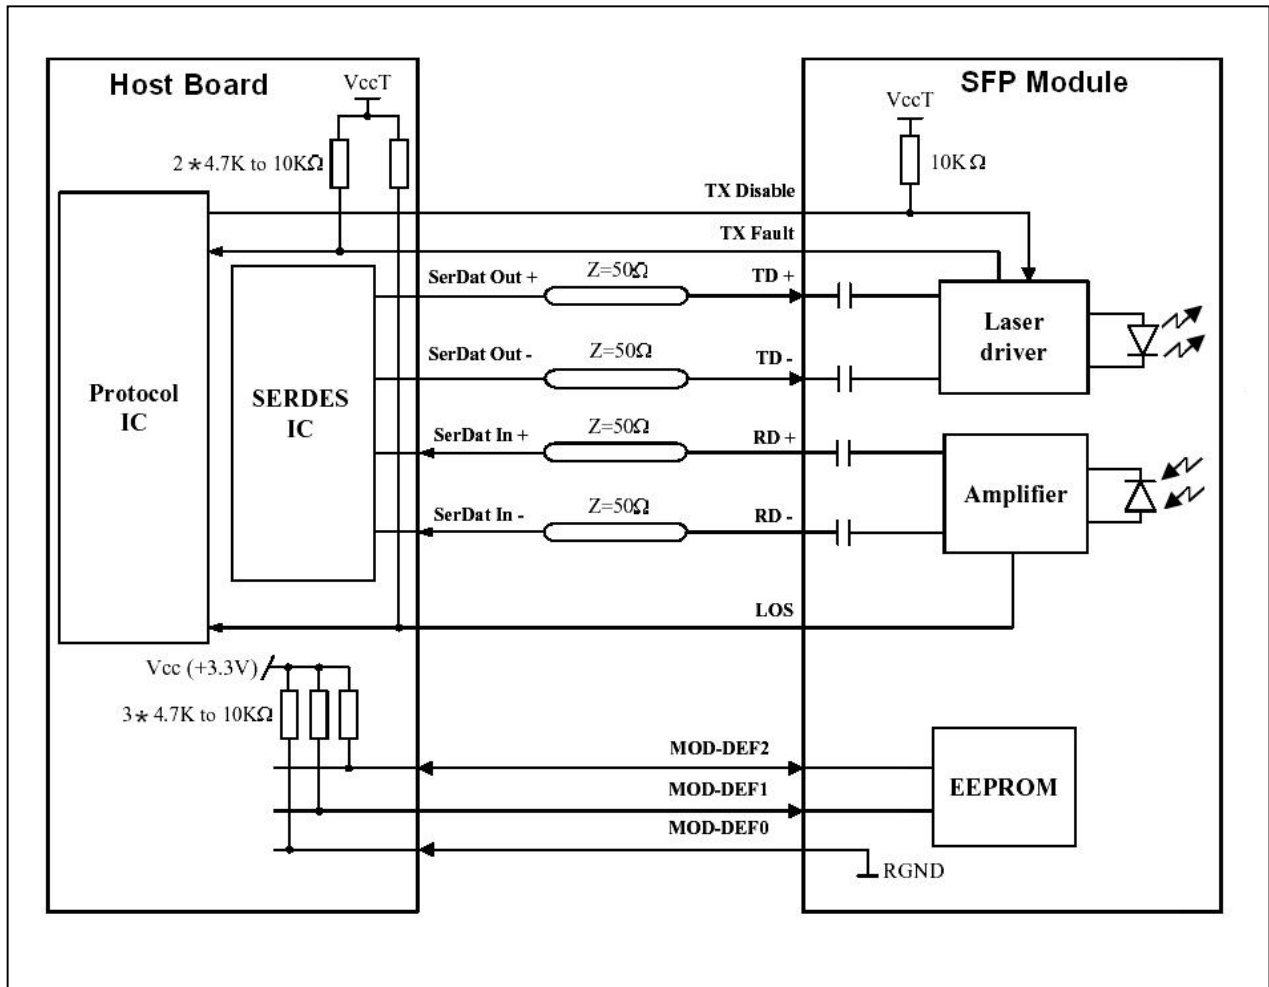 Host Board
SFP Module
VccT
VccT
2*4.7K to 10KΩ
10KΩ
TX Disable
TX Fault
SerDat Out +
Z=50Ω
TD +
Laser
driver
SerDat Out -
Z=50Ω
TD -
Protocol
IC
SERDES
IC
SerDat In +
Z=50Ω
RD +
Amplifier
SerDat In -
Z=50Ω
RD -
LOS
Vcc (+3.3V)
3*4.7K to 10KΩ
MOD-DEF2
MOD-DEF1
EEPROM
MOD-DEF0
RGND